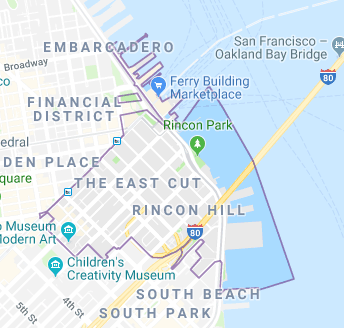 EMBARCADERO
San Francisco –
Oakland Bay Bridge
Broadway
80
Ferry Building
Marketplace
FINANCIAL
DISTRICT
Rincon Park
edral
DEN PLACE
quare
THE EAST CUT
RINCON HILL
Museum
odern Art
80
Children's
Creativity Museum
SOUTH BEACH
4th St
5th St
SOUTH PARK